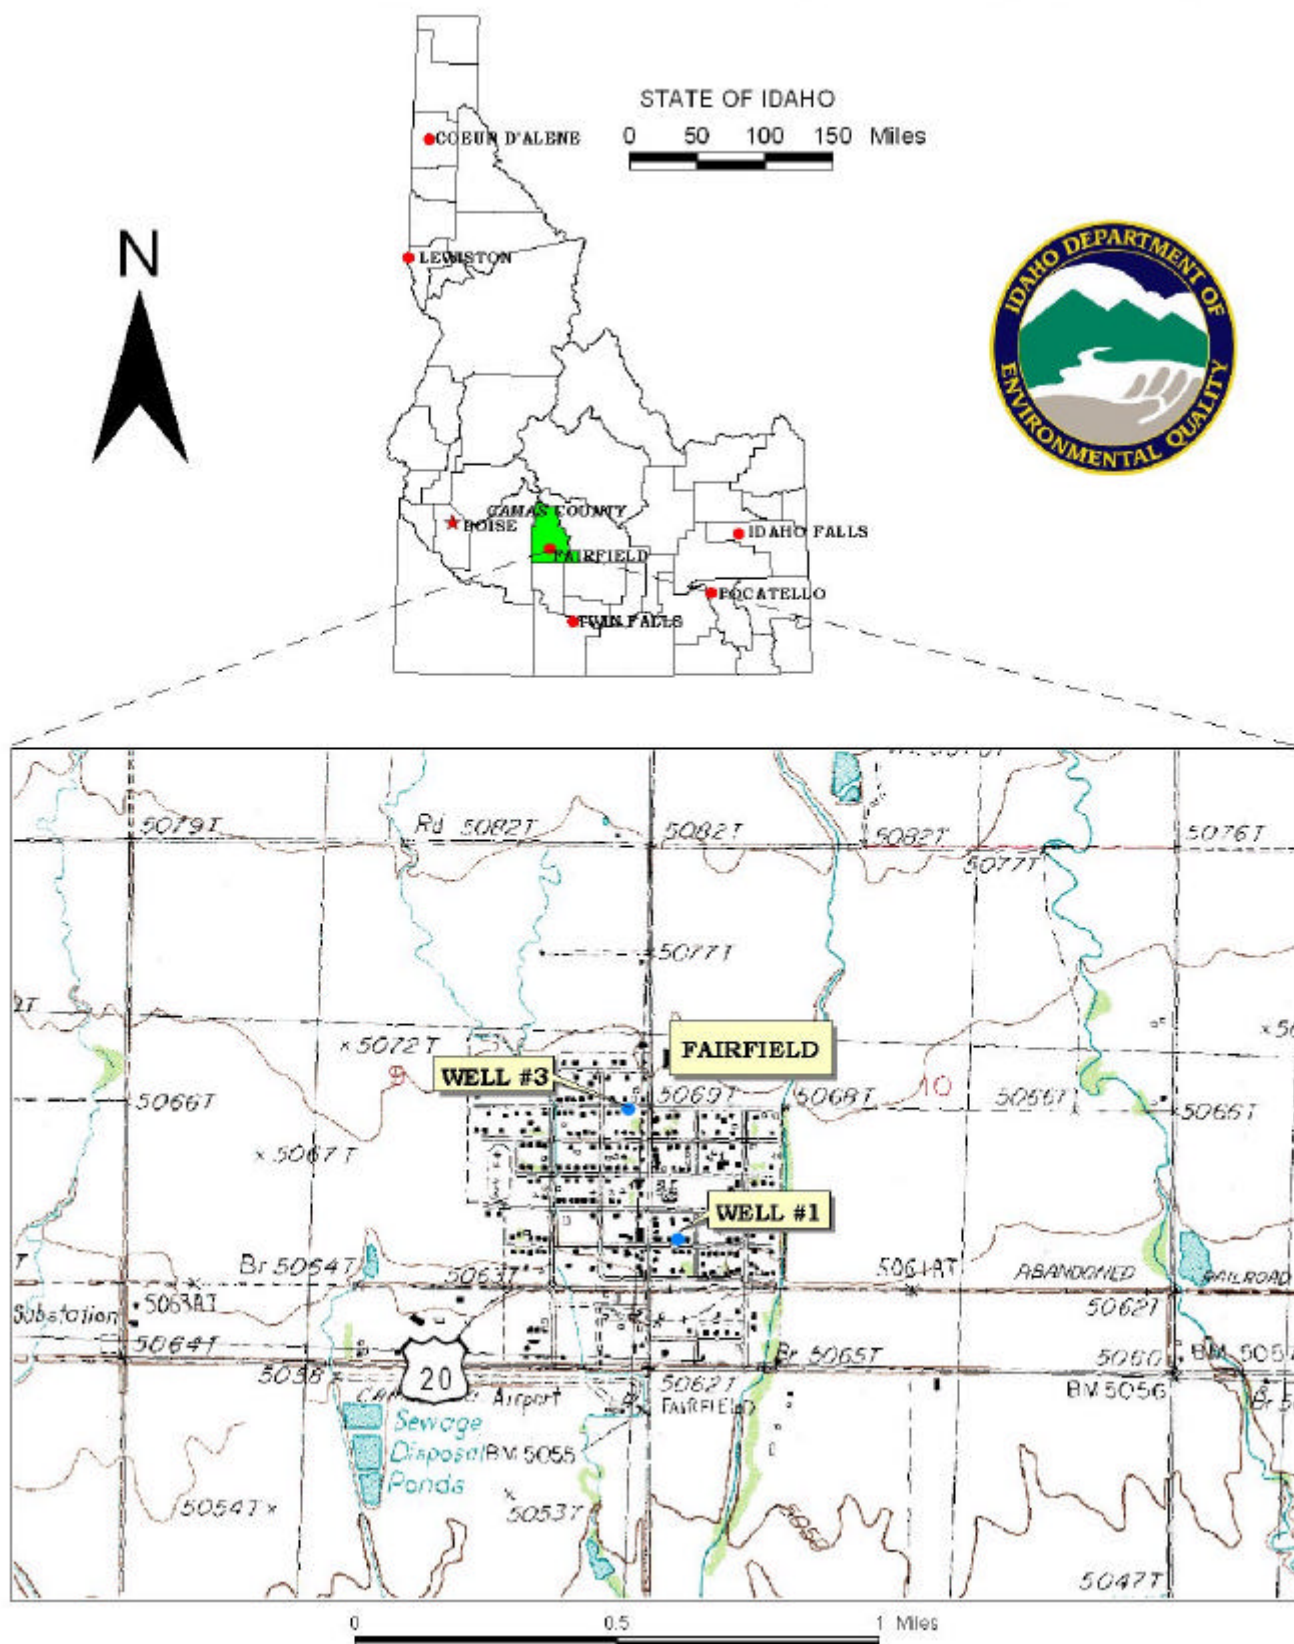 STATE OF IDAHO
0 50 100 150 Miles
COEUR D'ALENE
N
LEWISTON
IDAHO DEPARTMENT OF
ENVIRONMENTAL QUALITY
CAMAS COUNTY
BOISE
IDAHO FALLS
FAIRFIELD
POCATELLO
TWIN FALLS
5079T
Rd 5082T
5082T
5082T
5076T
5077T
5077T
× 5072T
FAIRFIELD
WELL #3
9
5066T
5069T
5068T
10
5066T
5066T
× 5067T
WELL #1
Br 5064T
5063T
5061AT
ABANDONED
RAILROAD
Substation
5063AT
5062T
5064T
Br 5065T
5060
5058
20
Airport
5062T
FAIRFIELD
BM 5056
Sewage
Disposal
BM 5055
Ponds
5054T ×
5053T
5050
5047T
0 0.5 1 Miles